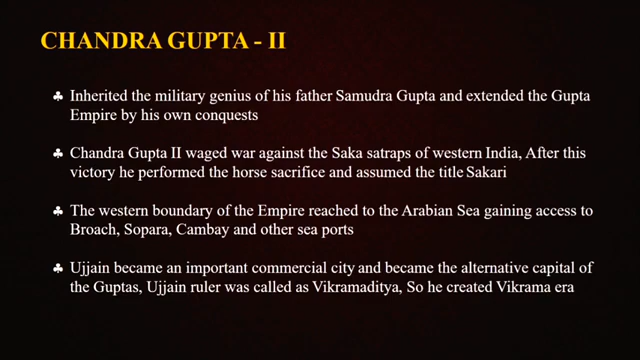 CHANDRA GUPTA - II
♣ Inherited the military genius of his father Samudra Gupta and extended the Gupta
Empire by his own conquests
♣ Chandra Gupta II waged war against the Saka satraps of western India, After this
victory he performed the horse sacrifice and assumed the title Sakari
♣ The western boundary of the Empire reached to the Arabian Sea gaining access to
Broach, Sopara, Cambay and other sea ports
♣ Ujjain became an important commercial city and became the alternative capital of
the Guptas, Ujjain ruler was called as Vikramaditya, So he created Vikrama era